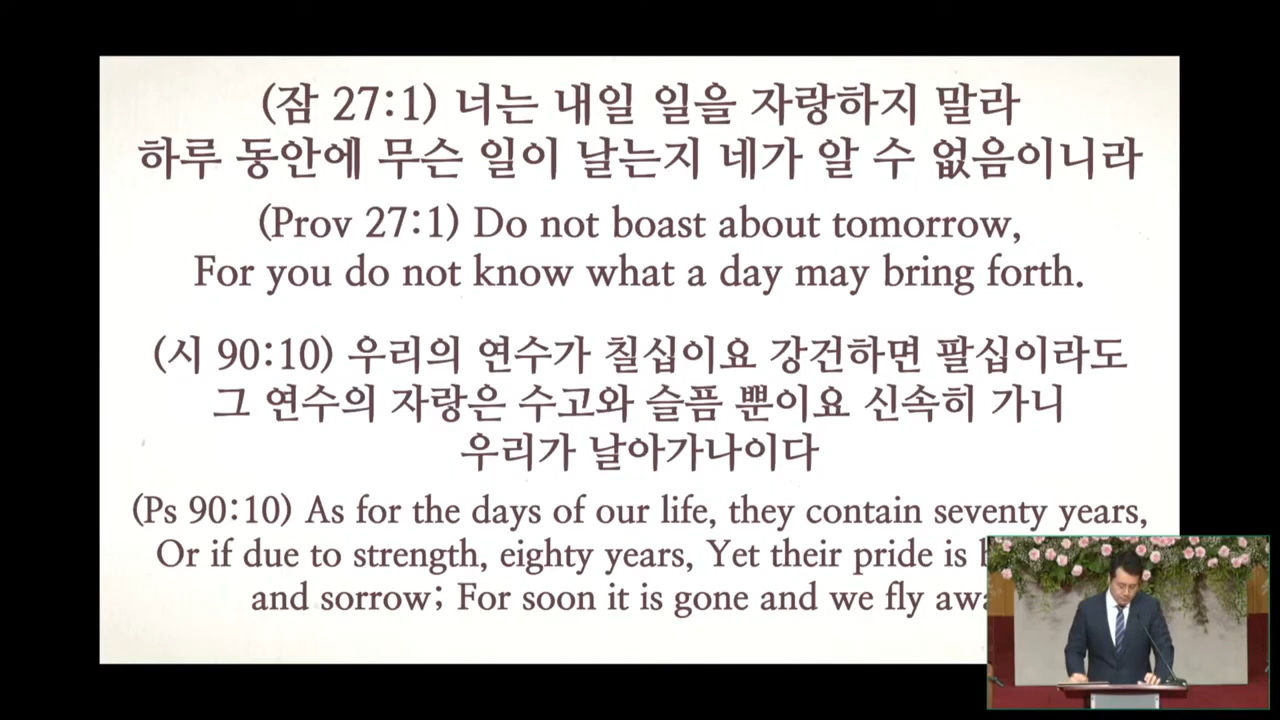 (잠 27:1) 너는 내일 일을 자랑하지 말라
하루 동안에 무슨 일이 날는지 네가 알 수 없음이니라
(Prov 27:1) Do not boast about tomorrow,
For you do not know what a day may bring forth.
(시 90:10) 우리의 연수가 칠십이요 강건하면 팔십이라도
그 연수의 자랑은 수고와 슬픔 뿐이요 신속히 가니
우리가 날아가나이다
(Ps 90:10) As for the days of our life, they contain seventy years,
Or if due to strength, eighty years, Yet their pride is
and sorrow; For soon it is gone and we fly